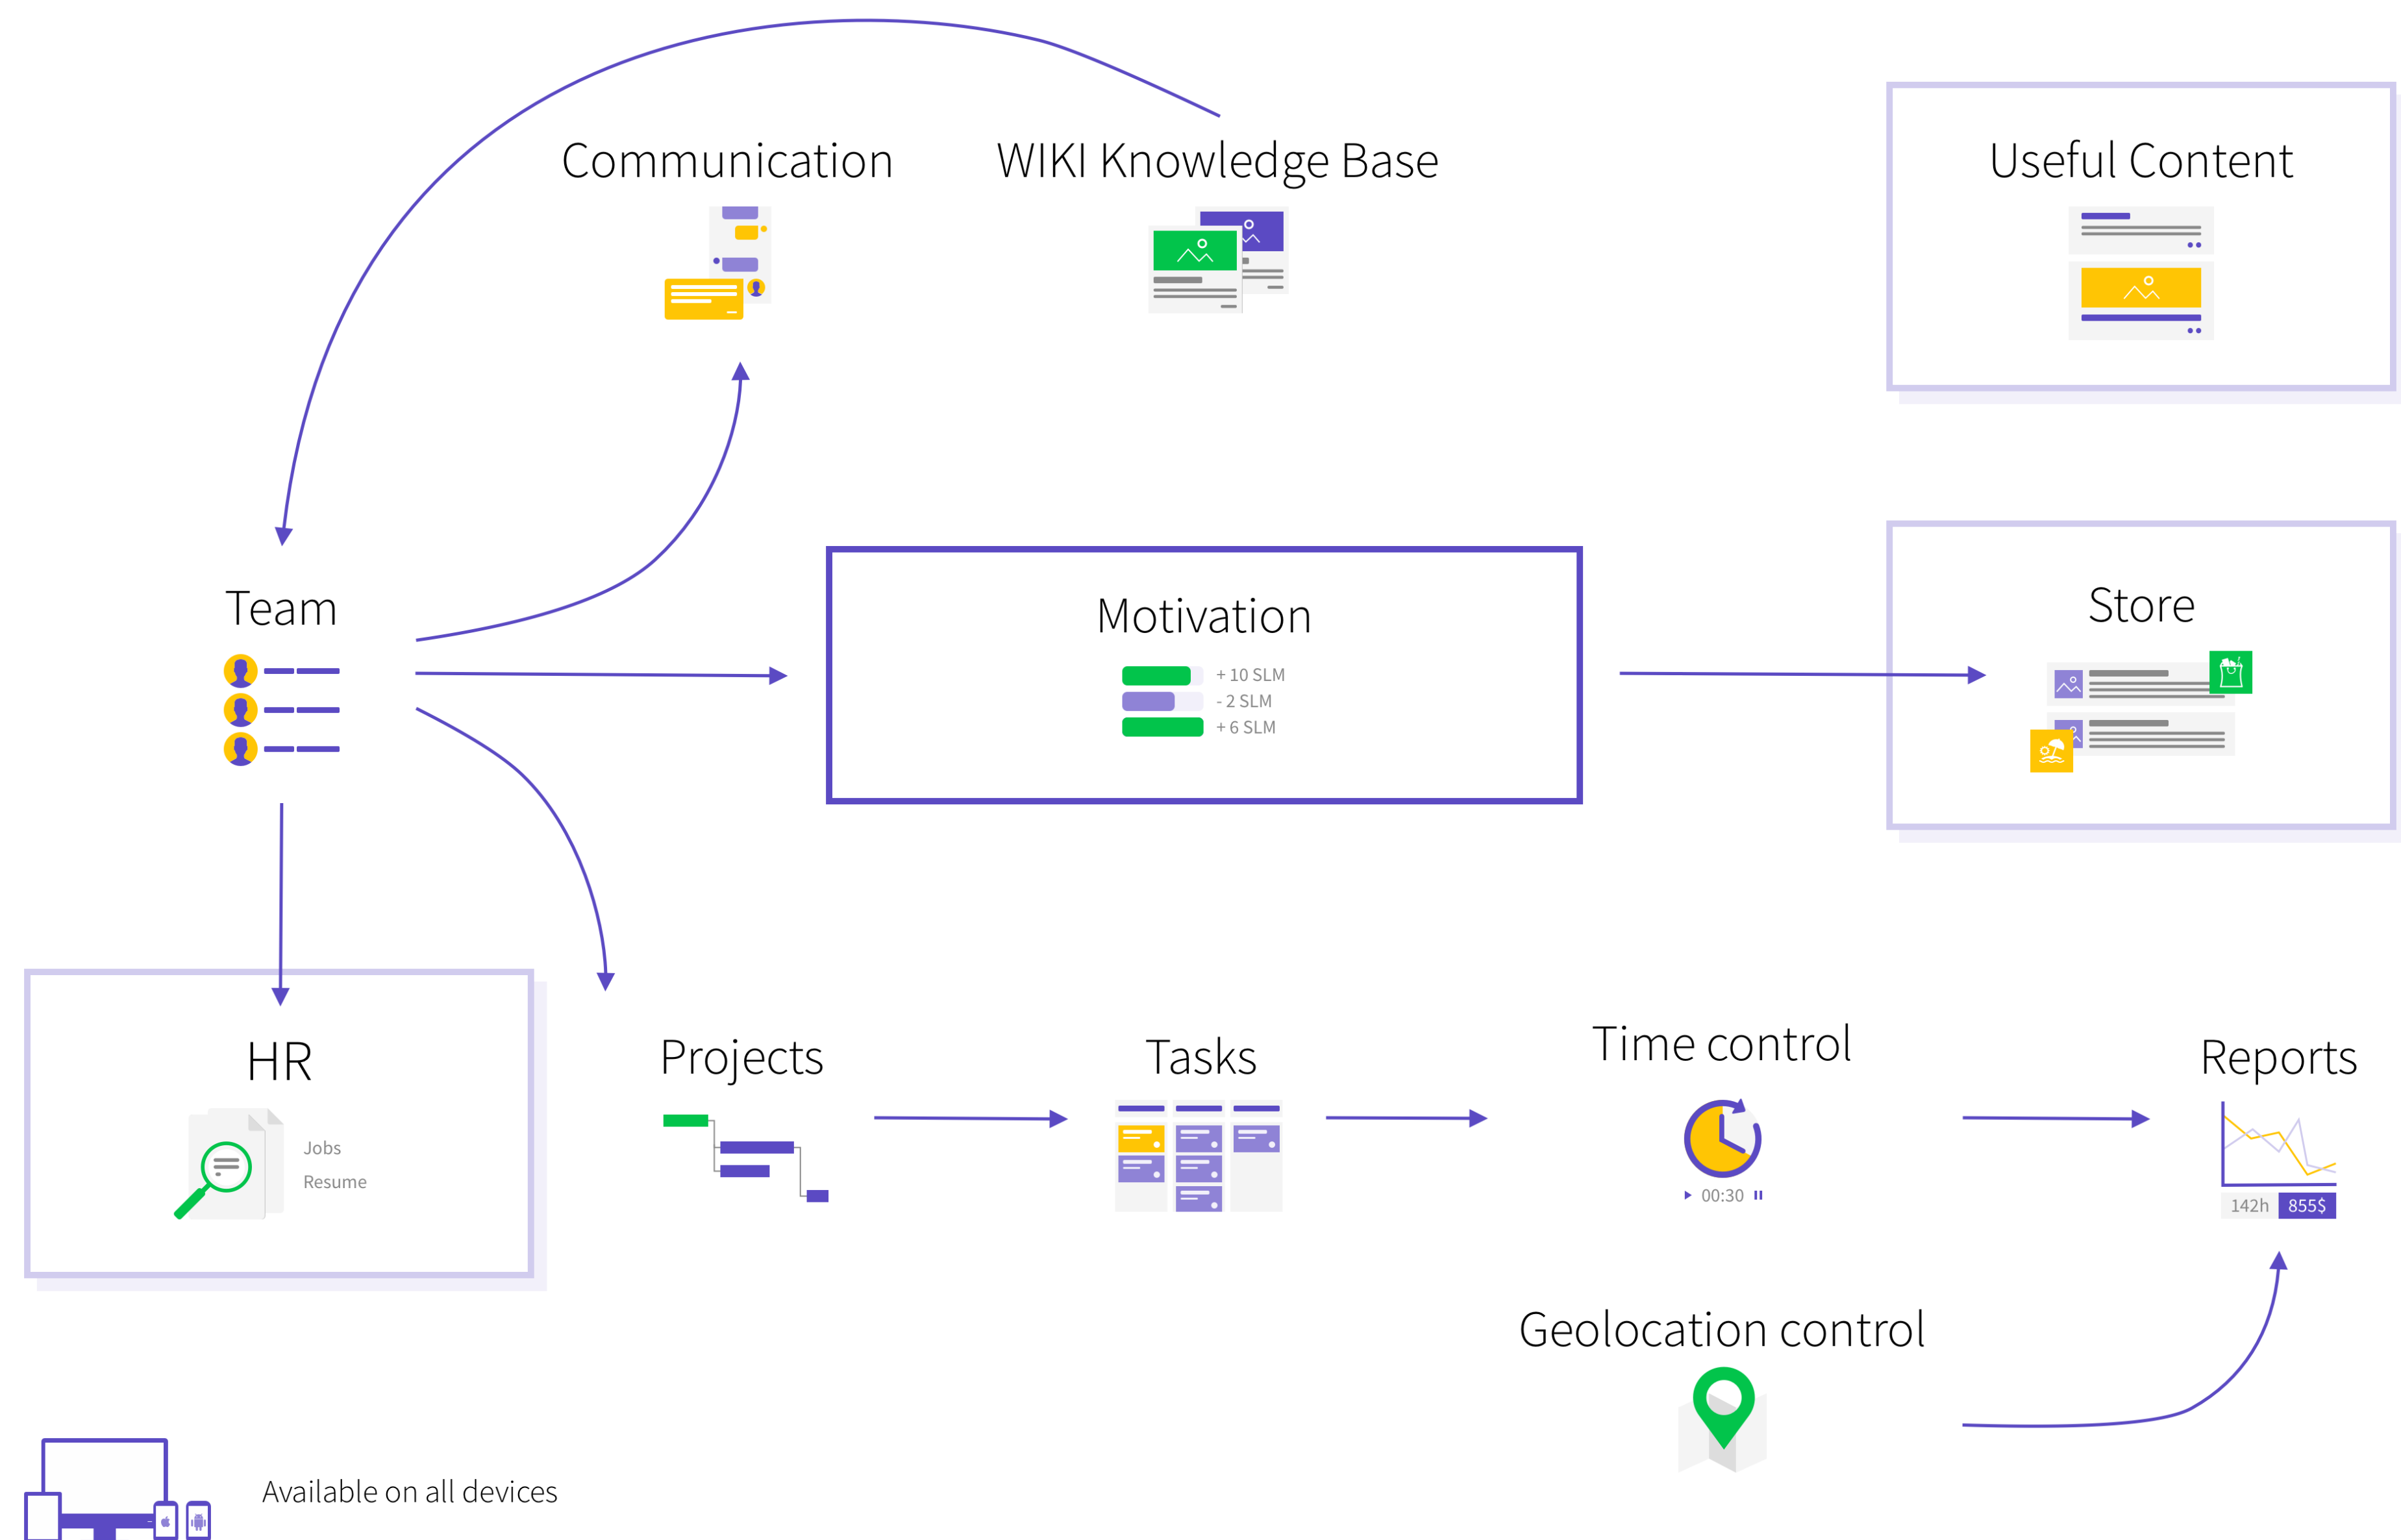 Communication
WIKI Knowledge Base
Useful Content
Team
Motivation
+ 10 SLM
- 2 SLM
+ 6 SLM
Store
HR
Jobs
Resume
Projects
Tasks
Time control
00:30
Reports
142h
855$
Geolocation control
Available on all devices